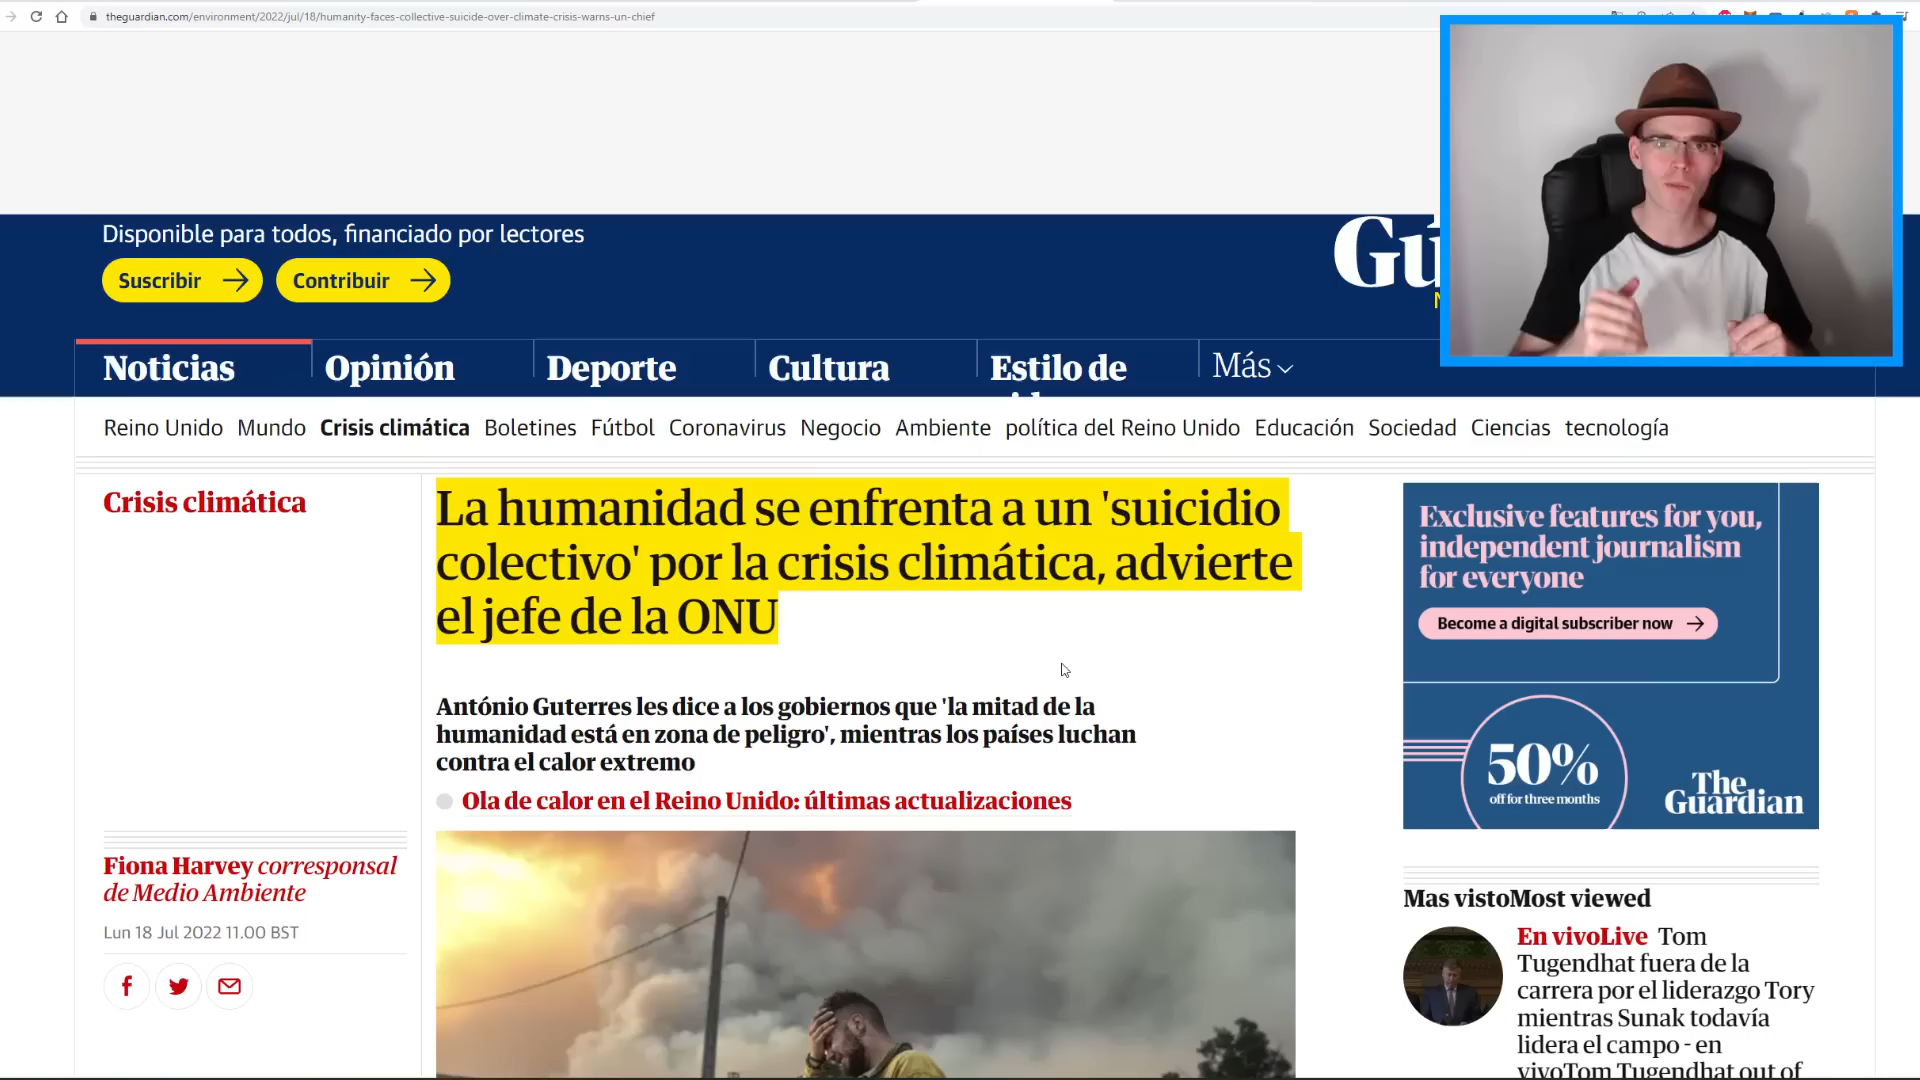 theguardian.com/environment/2022/jul/18/humanity-faces-collective-suicide-over-climate-crisis-warns-un-chief
Disponible para todos, financiado por lectores
Suscribir
Contribuir
Gú
Noticias
Opinión
Deporte
Cultura
Estilo de
Más
Reino Unido Mundo Crisis climática Boletines Fútbol Coronavirus Negocio Ambiente política del Reino Unido Educación Sociedad Ciencias tecnología
Crisis climática
La humanidad se enfrenta a un 'suicidio
colectivo' por la crisis climática, advierte
el jefe de la ONU
António Guterres les dice a los gobiernos que 'la mitad de la
humanidad está en zona de peligro', mientras los países luchan
contra el calor extremo
Ola de calor en el Reino Unido: últimas actualizaciones
Fiona Harvey corresponsal
de Medio Ambiente
Lun 18 Jul 2022 11.00 BST
Exclusive features for you,
independent journalism
for everyone
Become a digital subscriber now
50%
off for three months
The
Guardian
Mas vistoMost viewed
En vivoLive Tom
Tugendhat fuera de la
carrera por el liderazgo Tory
mientras Sunak todavía
lidera el campo - en
vivoTom Tugendhat out of